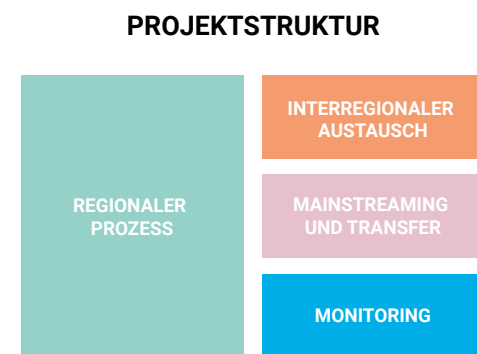 PROJEKTSTRUKTUR
REGIONALER
PROZESS
INTERREGIONALER
AUSTAUSCH
MAINSTREAMING
UND TRANSFER
MONITORING